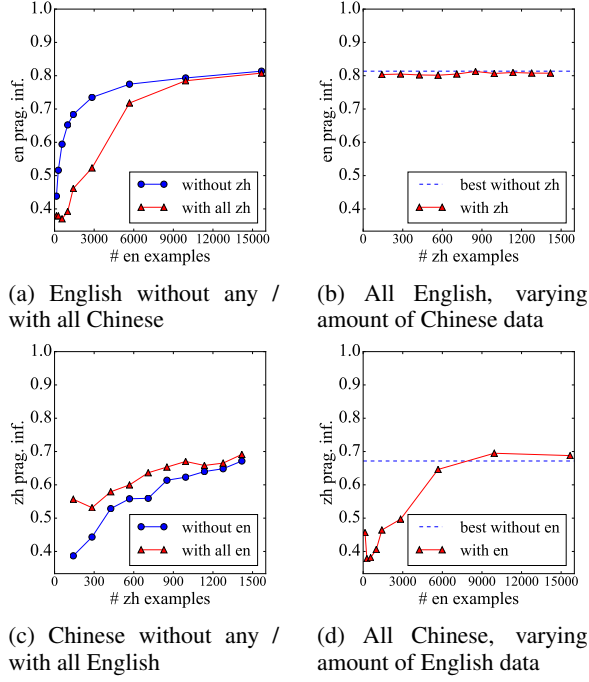 1.0
0.9
0.8
0.7
0.6
0.5
0.4
en prag. inf.
without zh
with all zh
0 3000 6000 9000 12000 15000
# en examples
(a) English without any /
with all Chinese
1.0
0.9
0.8
0.7
0.6
0.5
0.4
en prag. inf.
best without zh
with zh
0 300 600 900 1200 1500
# zh examples
(b) All English, varying
amount of Chinese data
1.0
0.9
0.8
0.7
0.6
0.5
0.4
zh prag. inf.
without en
with all en
0 300 600 900 1200 1500
# zh examples
(c) Chinese without any /
with all English
1.0
0.9
0.8
0.7
0.6
0.5
0.4
zh prag. inf.
best without en
with en
0 3000 6000 9000 12000 15000
# en examples
(d) All Chinese, varying
amount of English data